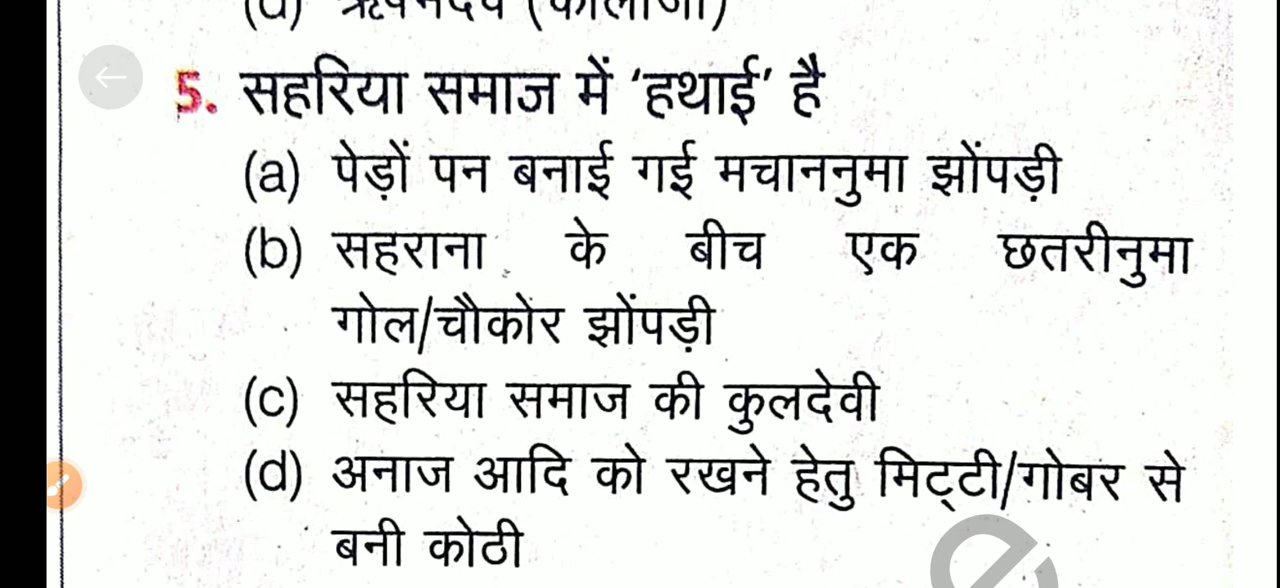 5. सहरिया समाज में 'हथाई' है
(a) पेड़ों पन बनाई गई मचाननुमा झोंपड़ी
(b) सहराना के बीच एक छतरीनुमा
गोल/चौकोर झोंपड़ी
(c) सहरिया समाज की कुलदेवी
(d) अनाज आदि को रखने हेतु मिट्टी/गोबर से
बनी कोठी